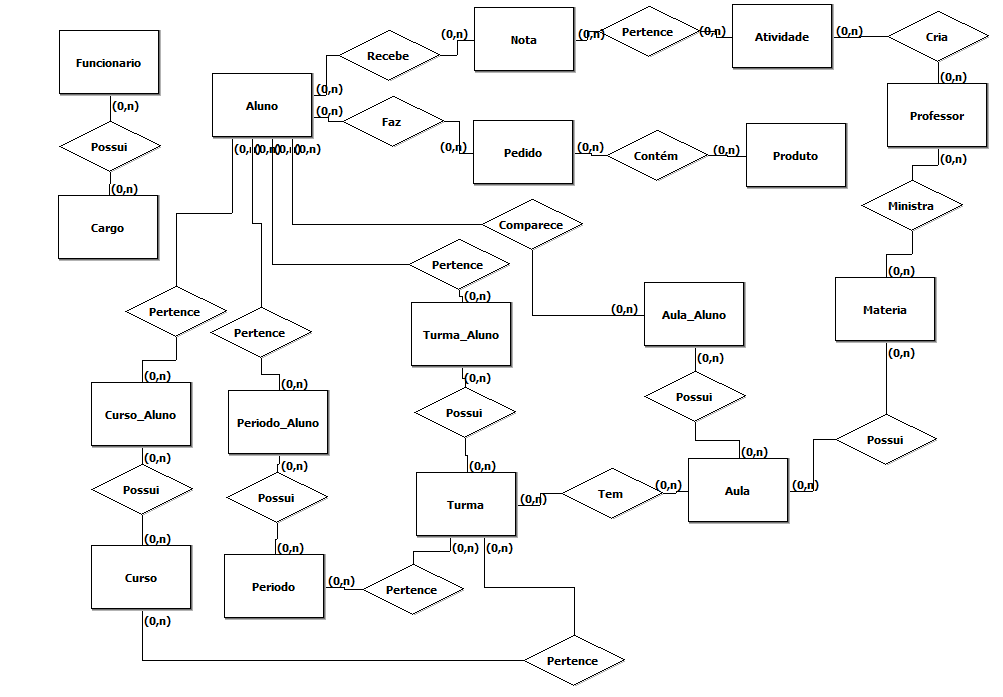 Funcionario
(0,n)
Possui
(0,n)
Cargo
Aluno
(0,n)
Recebe
(0,n)
Nota
(0,n)
Pertence
(0,n)
Atividade
(0,n)
Cria
(0,n)
Professor
(0,n)
Faz
(0,n)
Pedido
(0,n)
Contém
(0,n)
Produto
(0,n)
Ministra
(0,n)
Materia
(0,n)
(0,n)
(0,n)
(0,n)
(0,n)
Comparece
(0,n)
Aula_Aluno
(0,n)
Possui
(0,n)
Pertence
(0,n)
Turma_Aluno
(0,n)
Possui
(0,n)
Turma
(0,n)
Tem
(0,n)
Aula
(0,n)
Possui
Pertence
(0,n)
Curso_Aluno
(0,n)
Possui
(0,n)
Curso
(0,n)
Pertence
(0,n)
Periodo_Aluno
(0,n)
Possui
(0,n)
Periodo
(0,n)
Pertence
(0,n)
(0,n)
Pertence